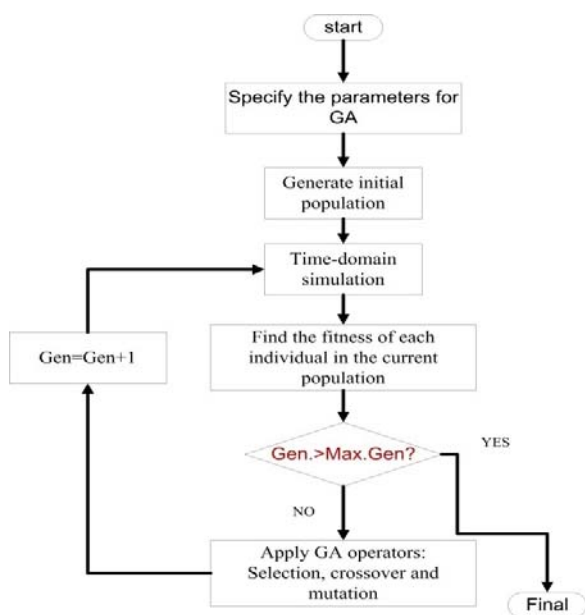 start
Specify the parameters for
GA
Generate initial
population
Time-domain
simulation
Find the fitness of each
individual in the current
population
Gen=Gen+1
Gen.>Max.Gen?
YES
NO
Apply GA operators:
Selection, crossover and
mutation
Final